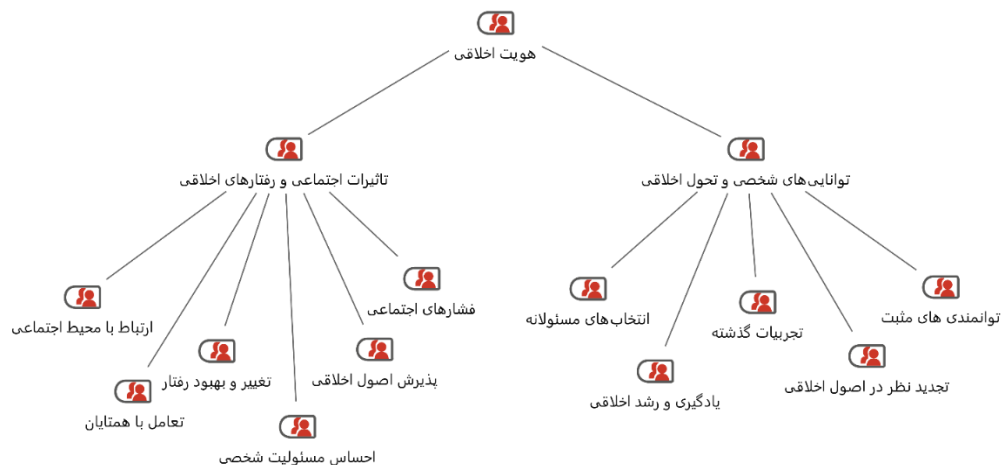 هویت اخلاقی
توانایی‌های شخصی و تحول اخلاقی
تاثیرات اجتماعی و رفتارهای اخلاقی
توانمندی های مثبت
تجدید نظر در اصول اخلاقی
تجربیات گذشته
یادگیری و رشد اخلاقی
انتخاب‌های مسئولانه
فشارهای اجتماعی
پذیرش اصول اخلاقی
احساس مسئولیت شخصی
تغییر و بهبود رفتار
تعامل با همتایان
ارتباط با محیط اجتماعی